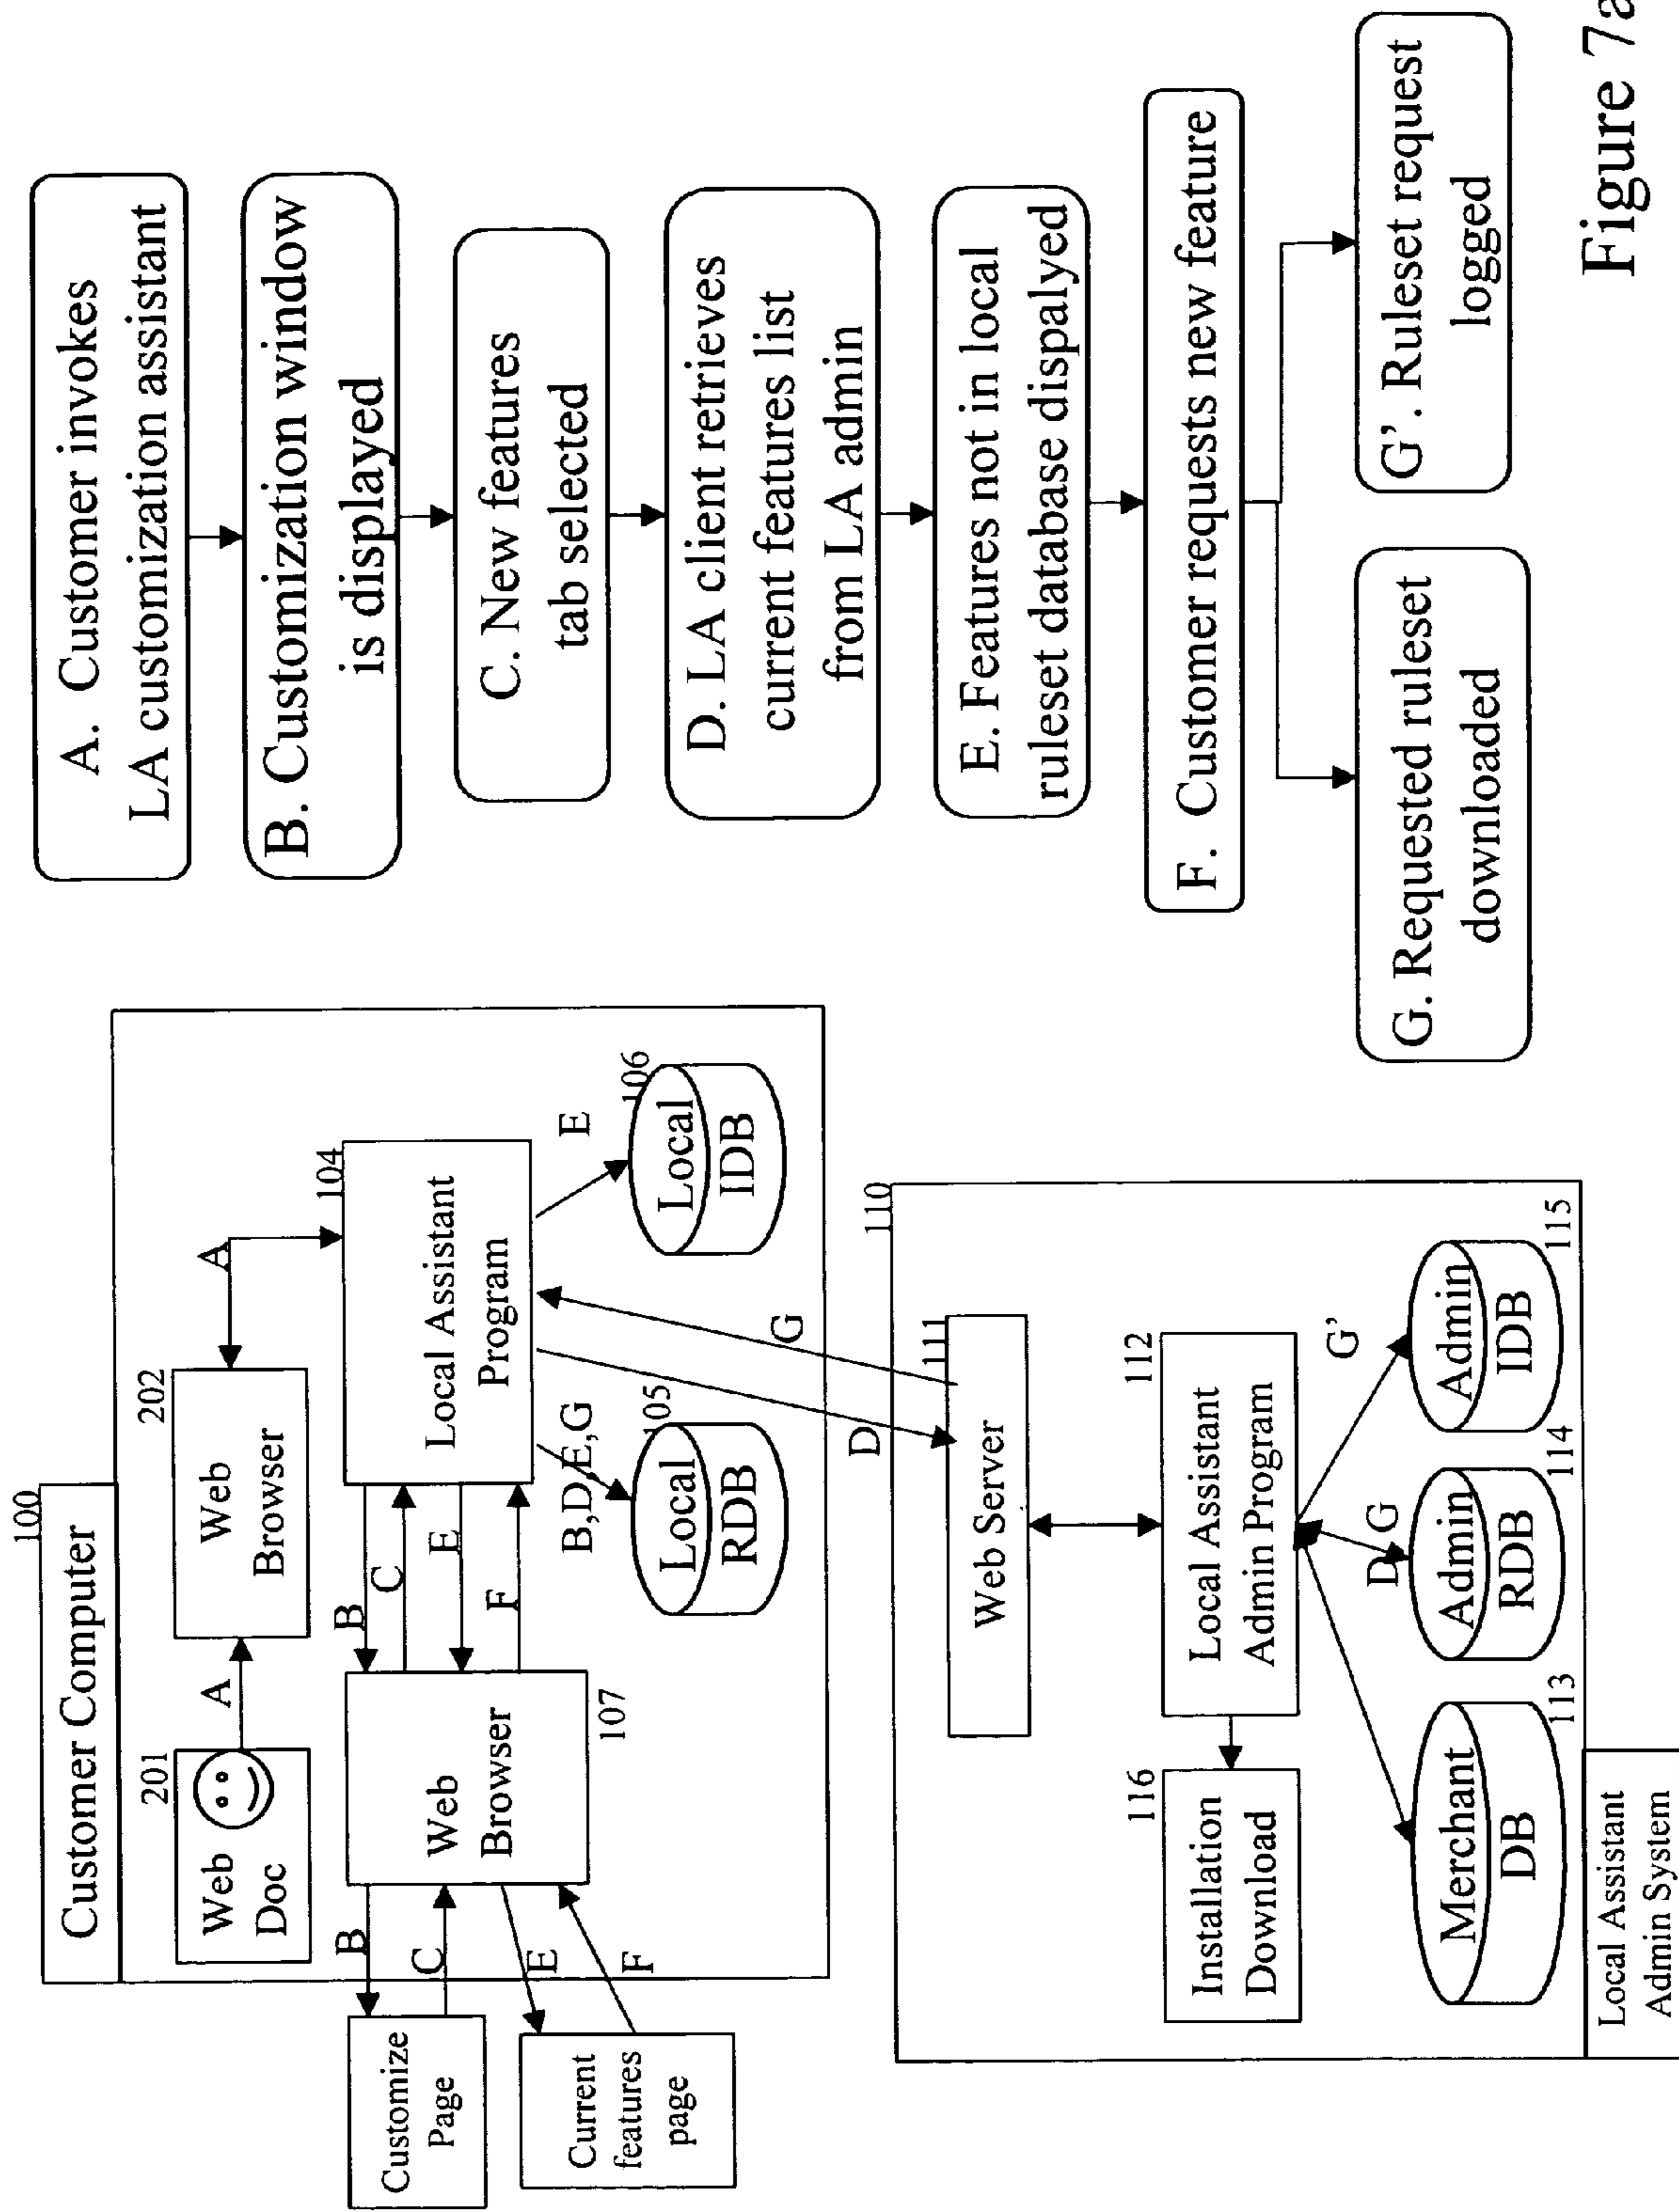 Customer Computer
100
201
Web
Doc
A
202
Web
Browser
A
104
Local Assistant
Program
Customize
Page
B
C
Current
features
page
E
F
Web
Browser
107
B
C
E
F
B,D,E,G
105
Local
RDB
E
106
Local
IDB
D
G
110
111
Web Server
112
Local Assistant
Admin Program
116
Installation
Download
Merchant
DB
113
D G
Admin
RDB
114
G'
Admin
IDB
115
Local Assistant
Admin System
A. Customer invokes
LA customization assistant
B. Customization window
is displayed
C. New features
tab selected
D. LA client retrieves
current features list
from LA admin
E. Features not in local
ruleset database dispalyed
F. Customer requests new feature
G. Requested ruleset
downloaded
G'. Ruleset request
logged
Figure 7a